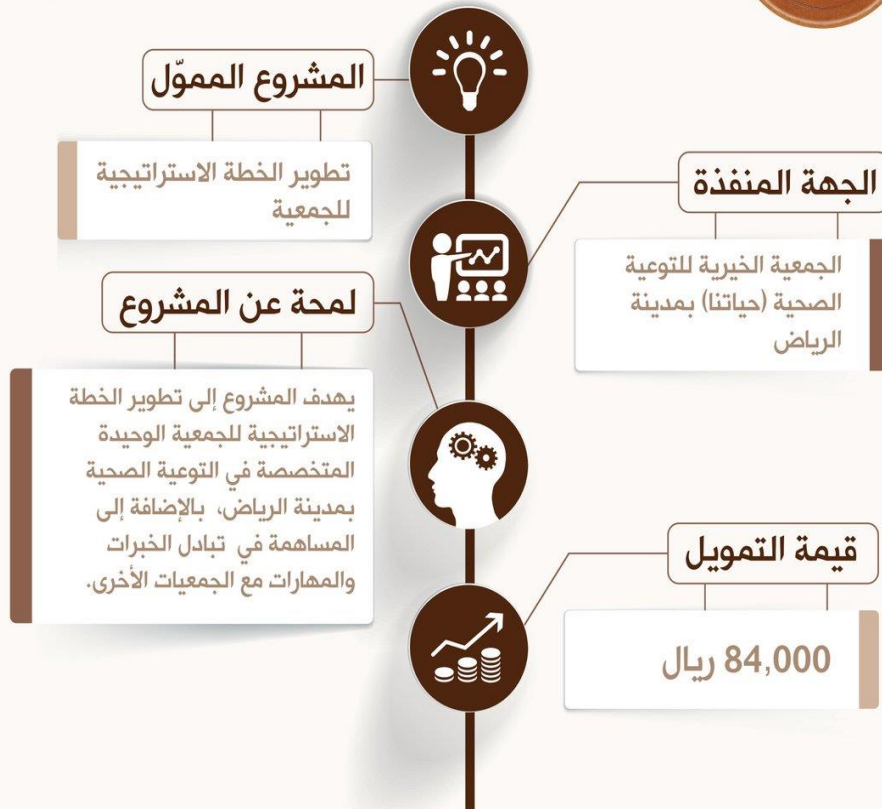 المشروع المموّل
تطوير الخطة الاستراتيجية
للجمعية
الجهة المنفذة
الجمعية الخيرية للتوعية
الصحية (حياتنا) بمدينة
الرياض
لمحة عن المشروع
يهدف المشروع إلى تطوير الخطة
الاستراتيجية للجمعية الوحيدة
المتخصصة في التوعية الصحية
بمدينة الرياض، بالإضافة إلى
المساهمة في تبادل الخبرات
والمهارات مع الجمعيات الأخرى.
قيمة التمويل
84,000 ريال